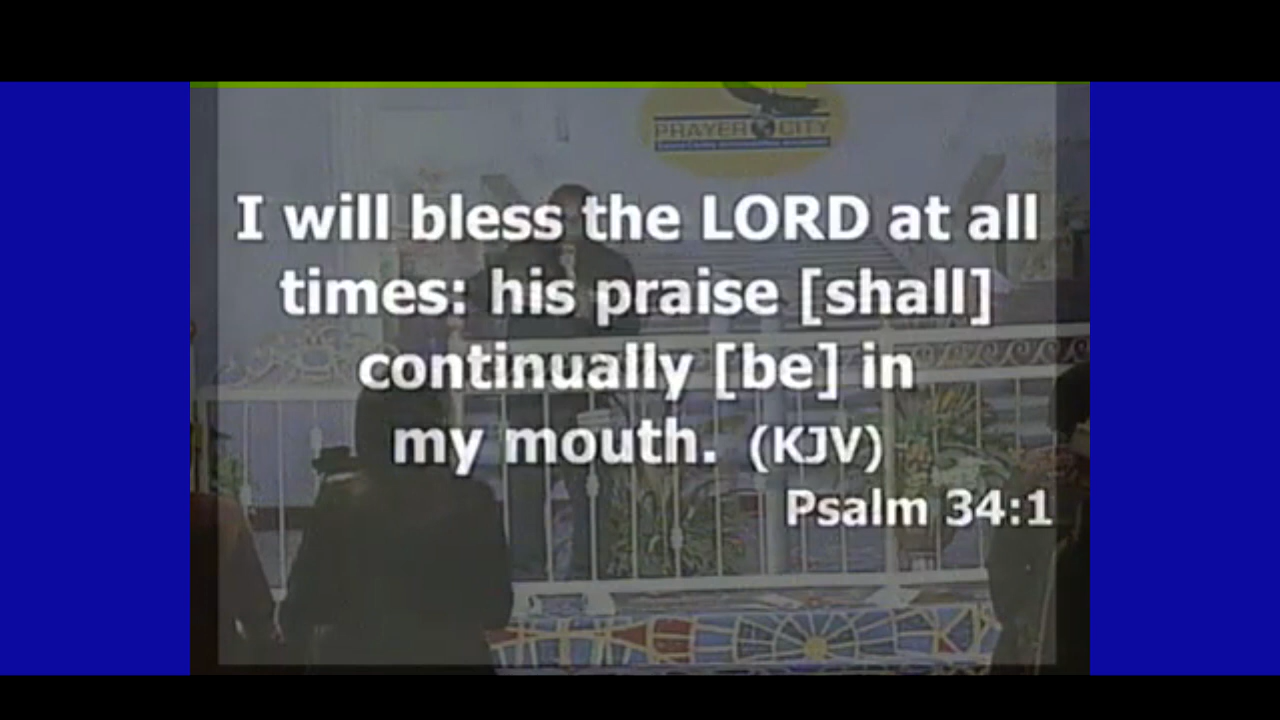 PRAYER CITY
I will bless the LORD at all
times: his praise [shall]
continually [be] in
my mouth. (KJV)
Psalm 34:1